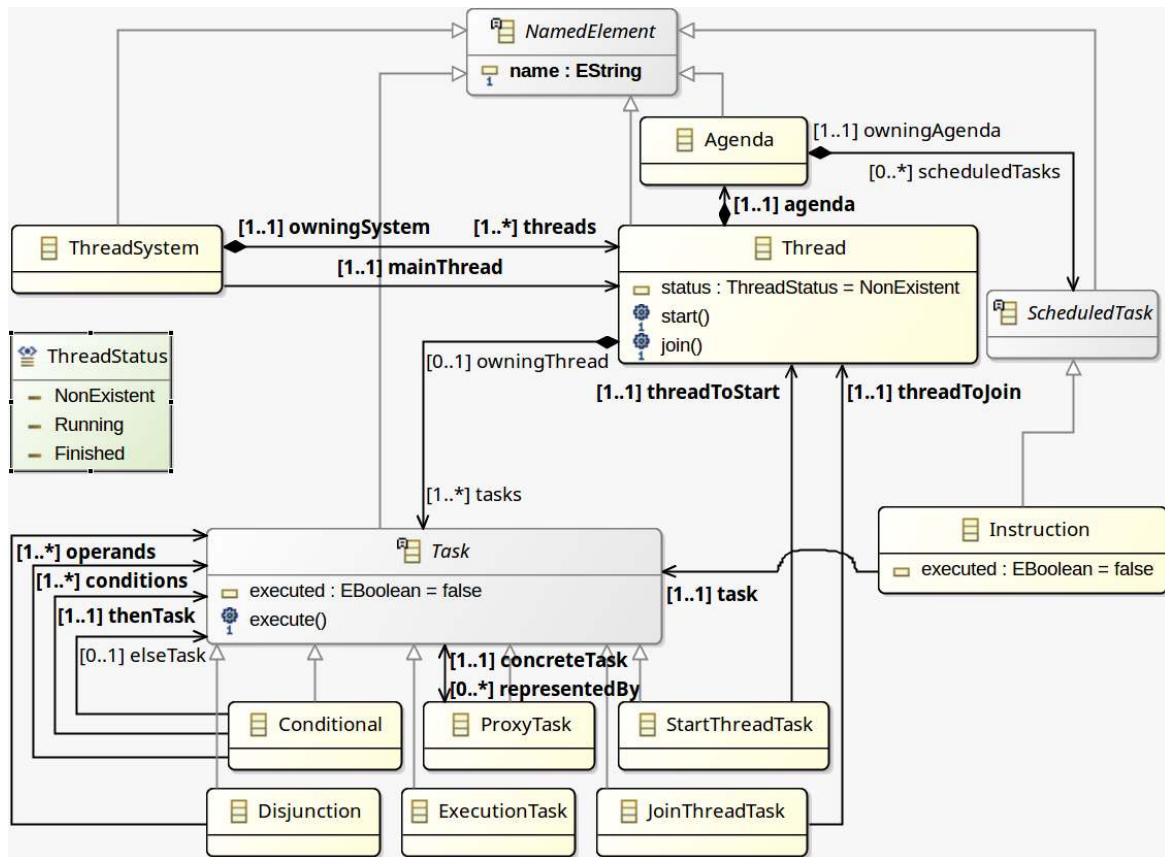 NamedElement
name : EString
1
Agenda
[1..1] owningAgenda
[0..*] scheduledTasks
[1..1] agenda
[1..1] owningSystem
[1..*] threads
ThreadSystem
[1..1] mainThread
Thread
status : ThreadStatus = NonExistent
start()
1
join()
1
ScheduledTask
ThreadStatus
NonExistent
Running
Finished
[0..1] owningThread
[1..1] threadToStart
[1..1] threadToJoin
[1..*] tasks
Instruction
executed : EBoolean = false
Task
executed : EBoolean = false
execute()
1
[1..*] operands
[1..*] conditions
[1..1] thenTask
[0..1] elseTask
[1..1] task
[1..1] concreteTask
[0..*] representedBy
Conditional
ProxyTask
StartThreadTask
Disjunction
ExecutionTask
JoinThreadTask